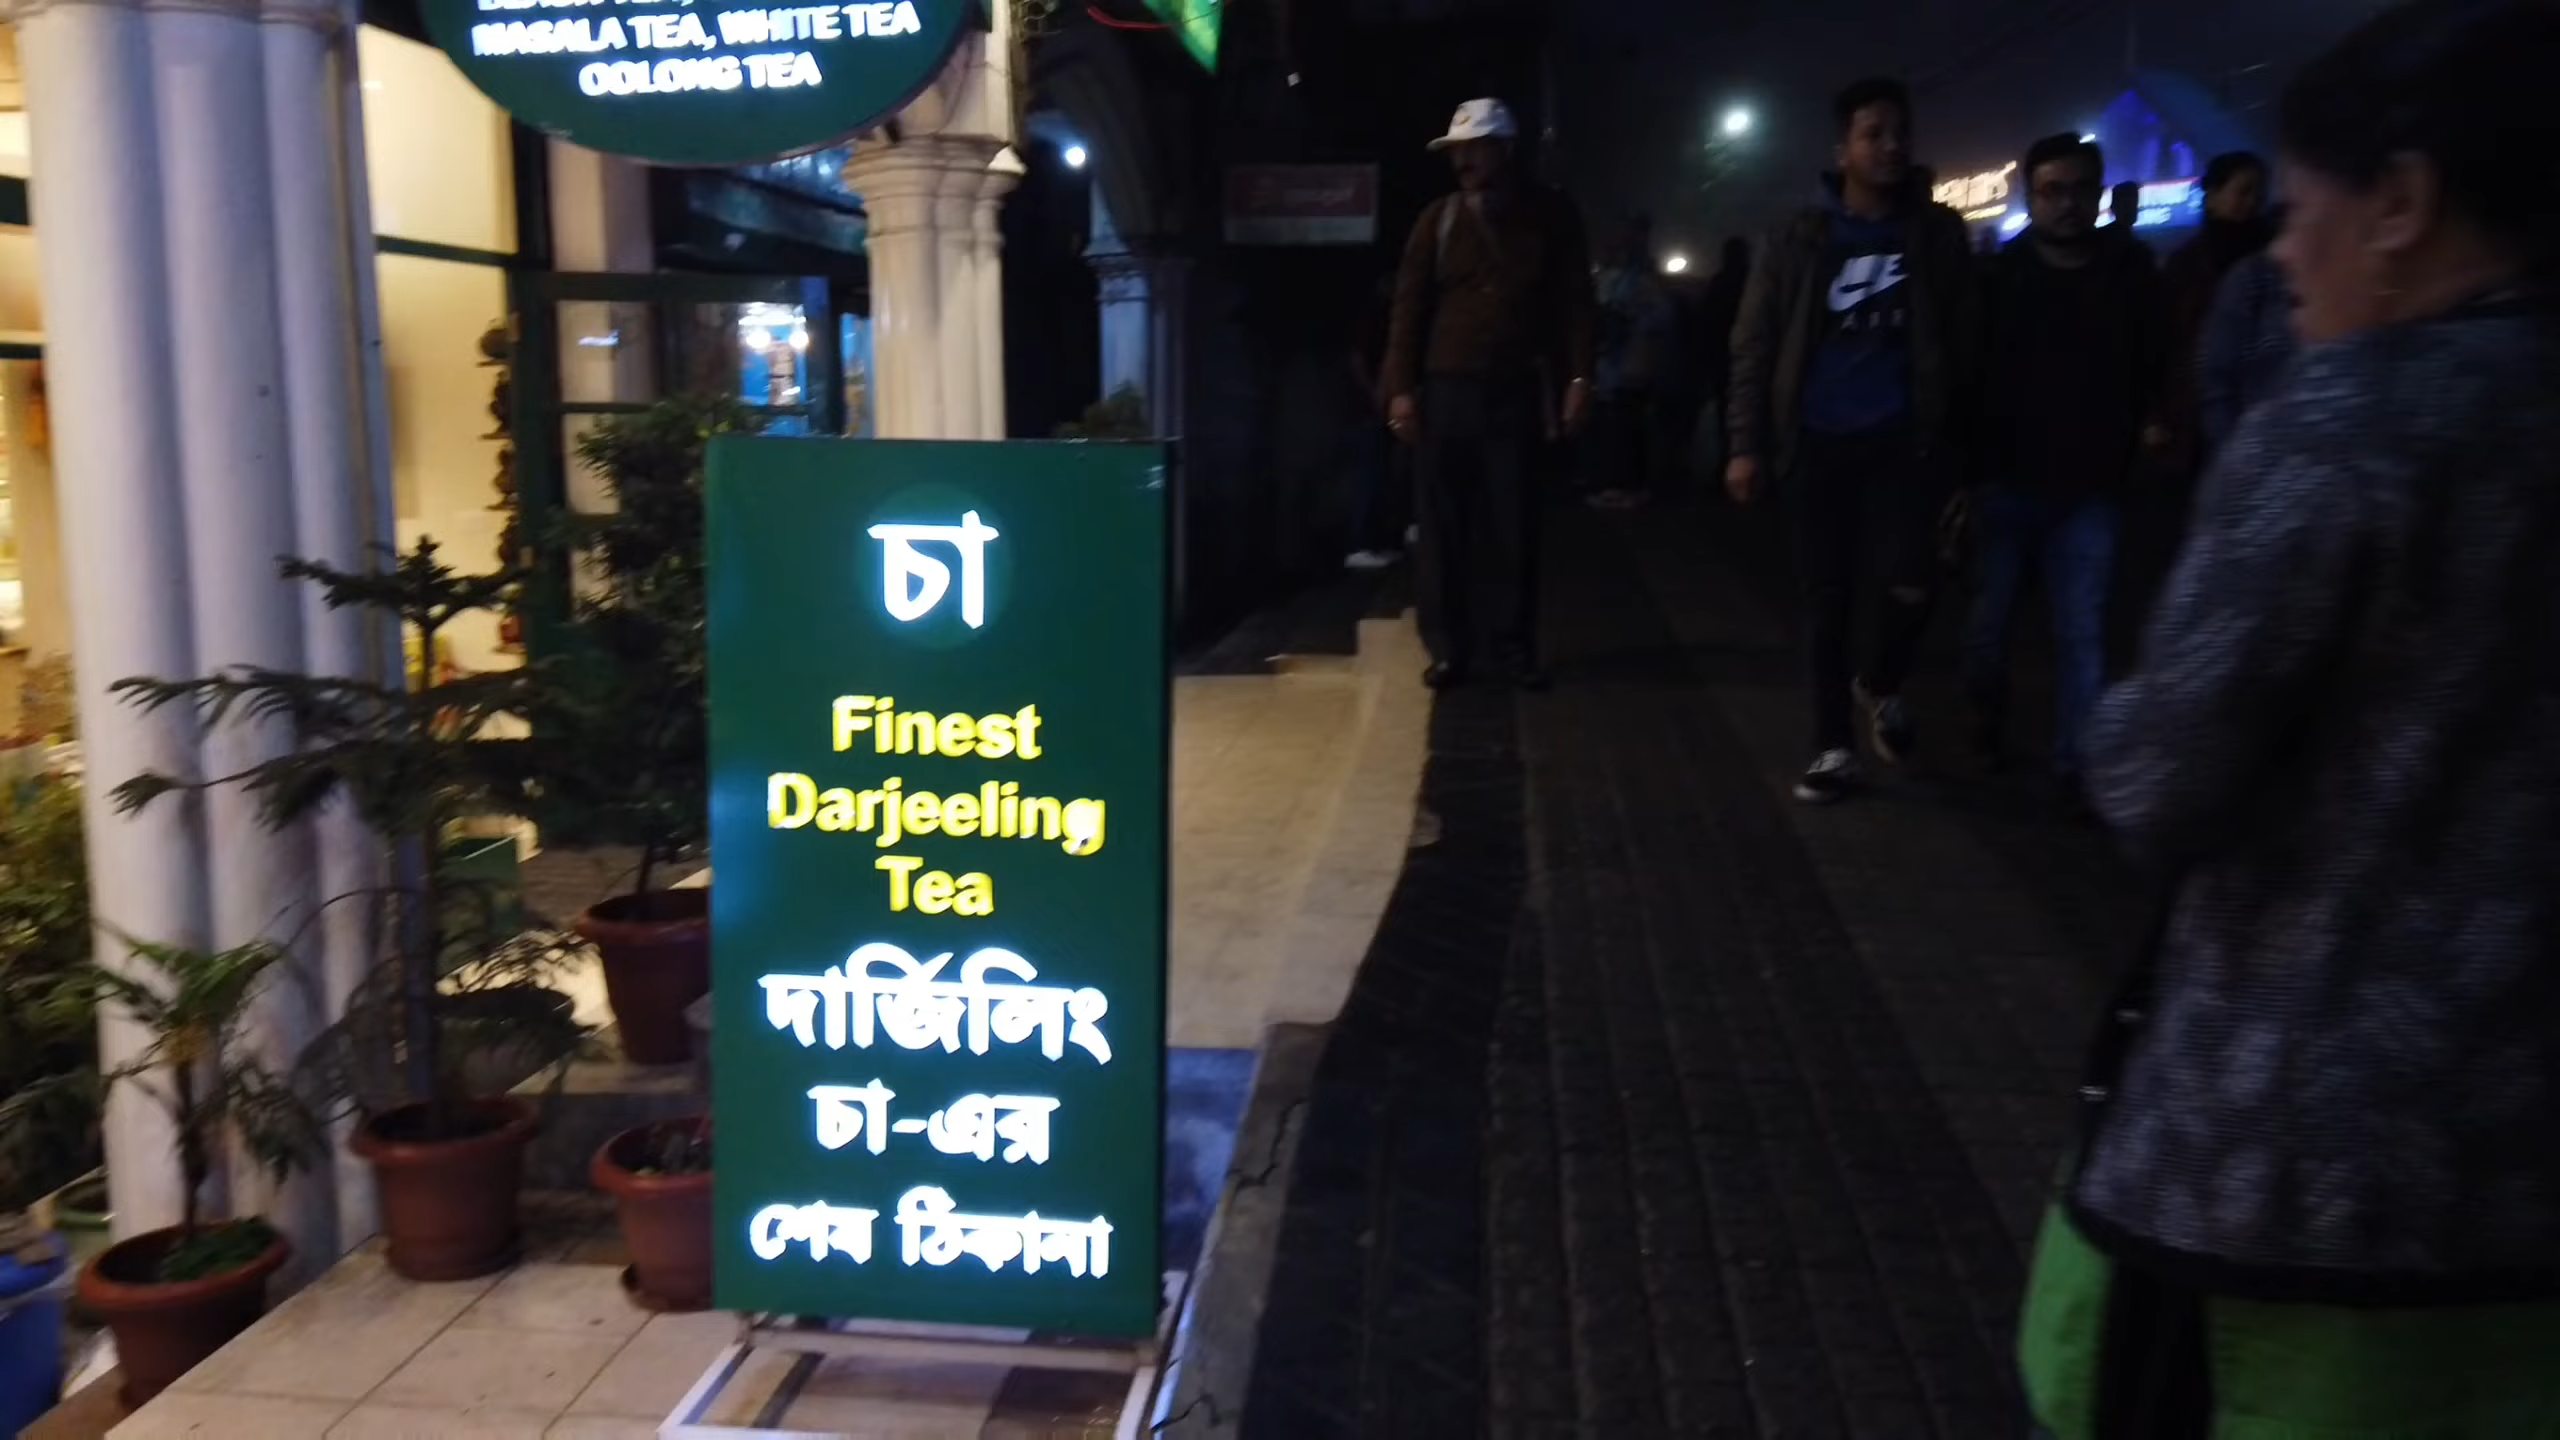 MASALA TEA, WHITE TEA
OOLONG TEA
চা
Finest
Darjeeling
Tea
দার্জিলিং
চা-এর
শেষ ঠিকানা